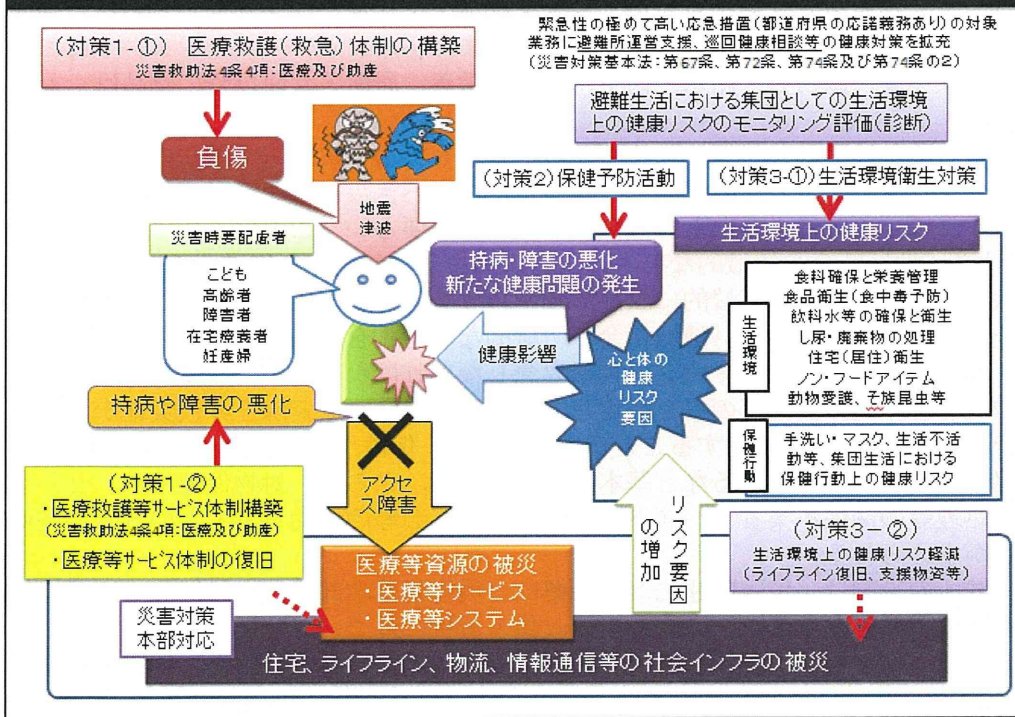 (対策1-①) 医療救護(救急)体制の構築
災害救助法4条4項:医療及び助産
緊急性の極めて高い応急措置(都道府県の応諾義務あり)の対象
業務に避難所運営支援、巡回健康相談等の健康対策を拡充
(災害対策基本法:第67条、第72条、第74条及び第74条の2)
避難生活における集団としての生活環境
上の健康リスクのモニタリング評価(診断)
負傷
(対策2)保健予防活動
(対策3-①)生活環境衛生対策
地震
津波
災害時要配慮者
こども
高齢者
障害者
在宅療養者
妊産婦
持病・障害の悪化
新たな健康問題の発生
生活環境上の健康リスク
生活環境
食料確保と栄養管理
食品衛生(食中毒予防)
飲料水等の確保と衛生
し尿・廃棄物の処理
住宅(居住)衛生
ノン・フードアイテム
動物愛護、そ族昆虫等
健康影響
心と体の
健康
リスク
要因
持病や障害の悪化
保健行動
手洗い・マスク、生活不活
動等、集団生活における
保健行動上の健康リスク
アクセ
ス障害
(対策1-②)
・医療救護等サービス体制構築
(災害救助法4条4項:医療及び助産)
・医療等サービス体制の復旧
リスク要因
の増加
(対策3-②)
生活環境上の健康リスク軽減
(ライフライン復旧、支援物資等)
医療等資源の被災
・医療等サービス
・医療等システム
災害対策
本部対応
住宅、ライフライン、物流、情報通信等の社会インフラの被災